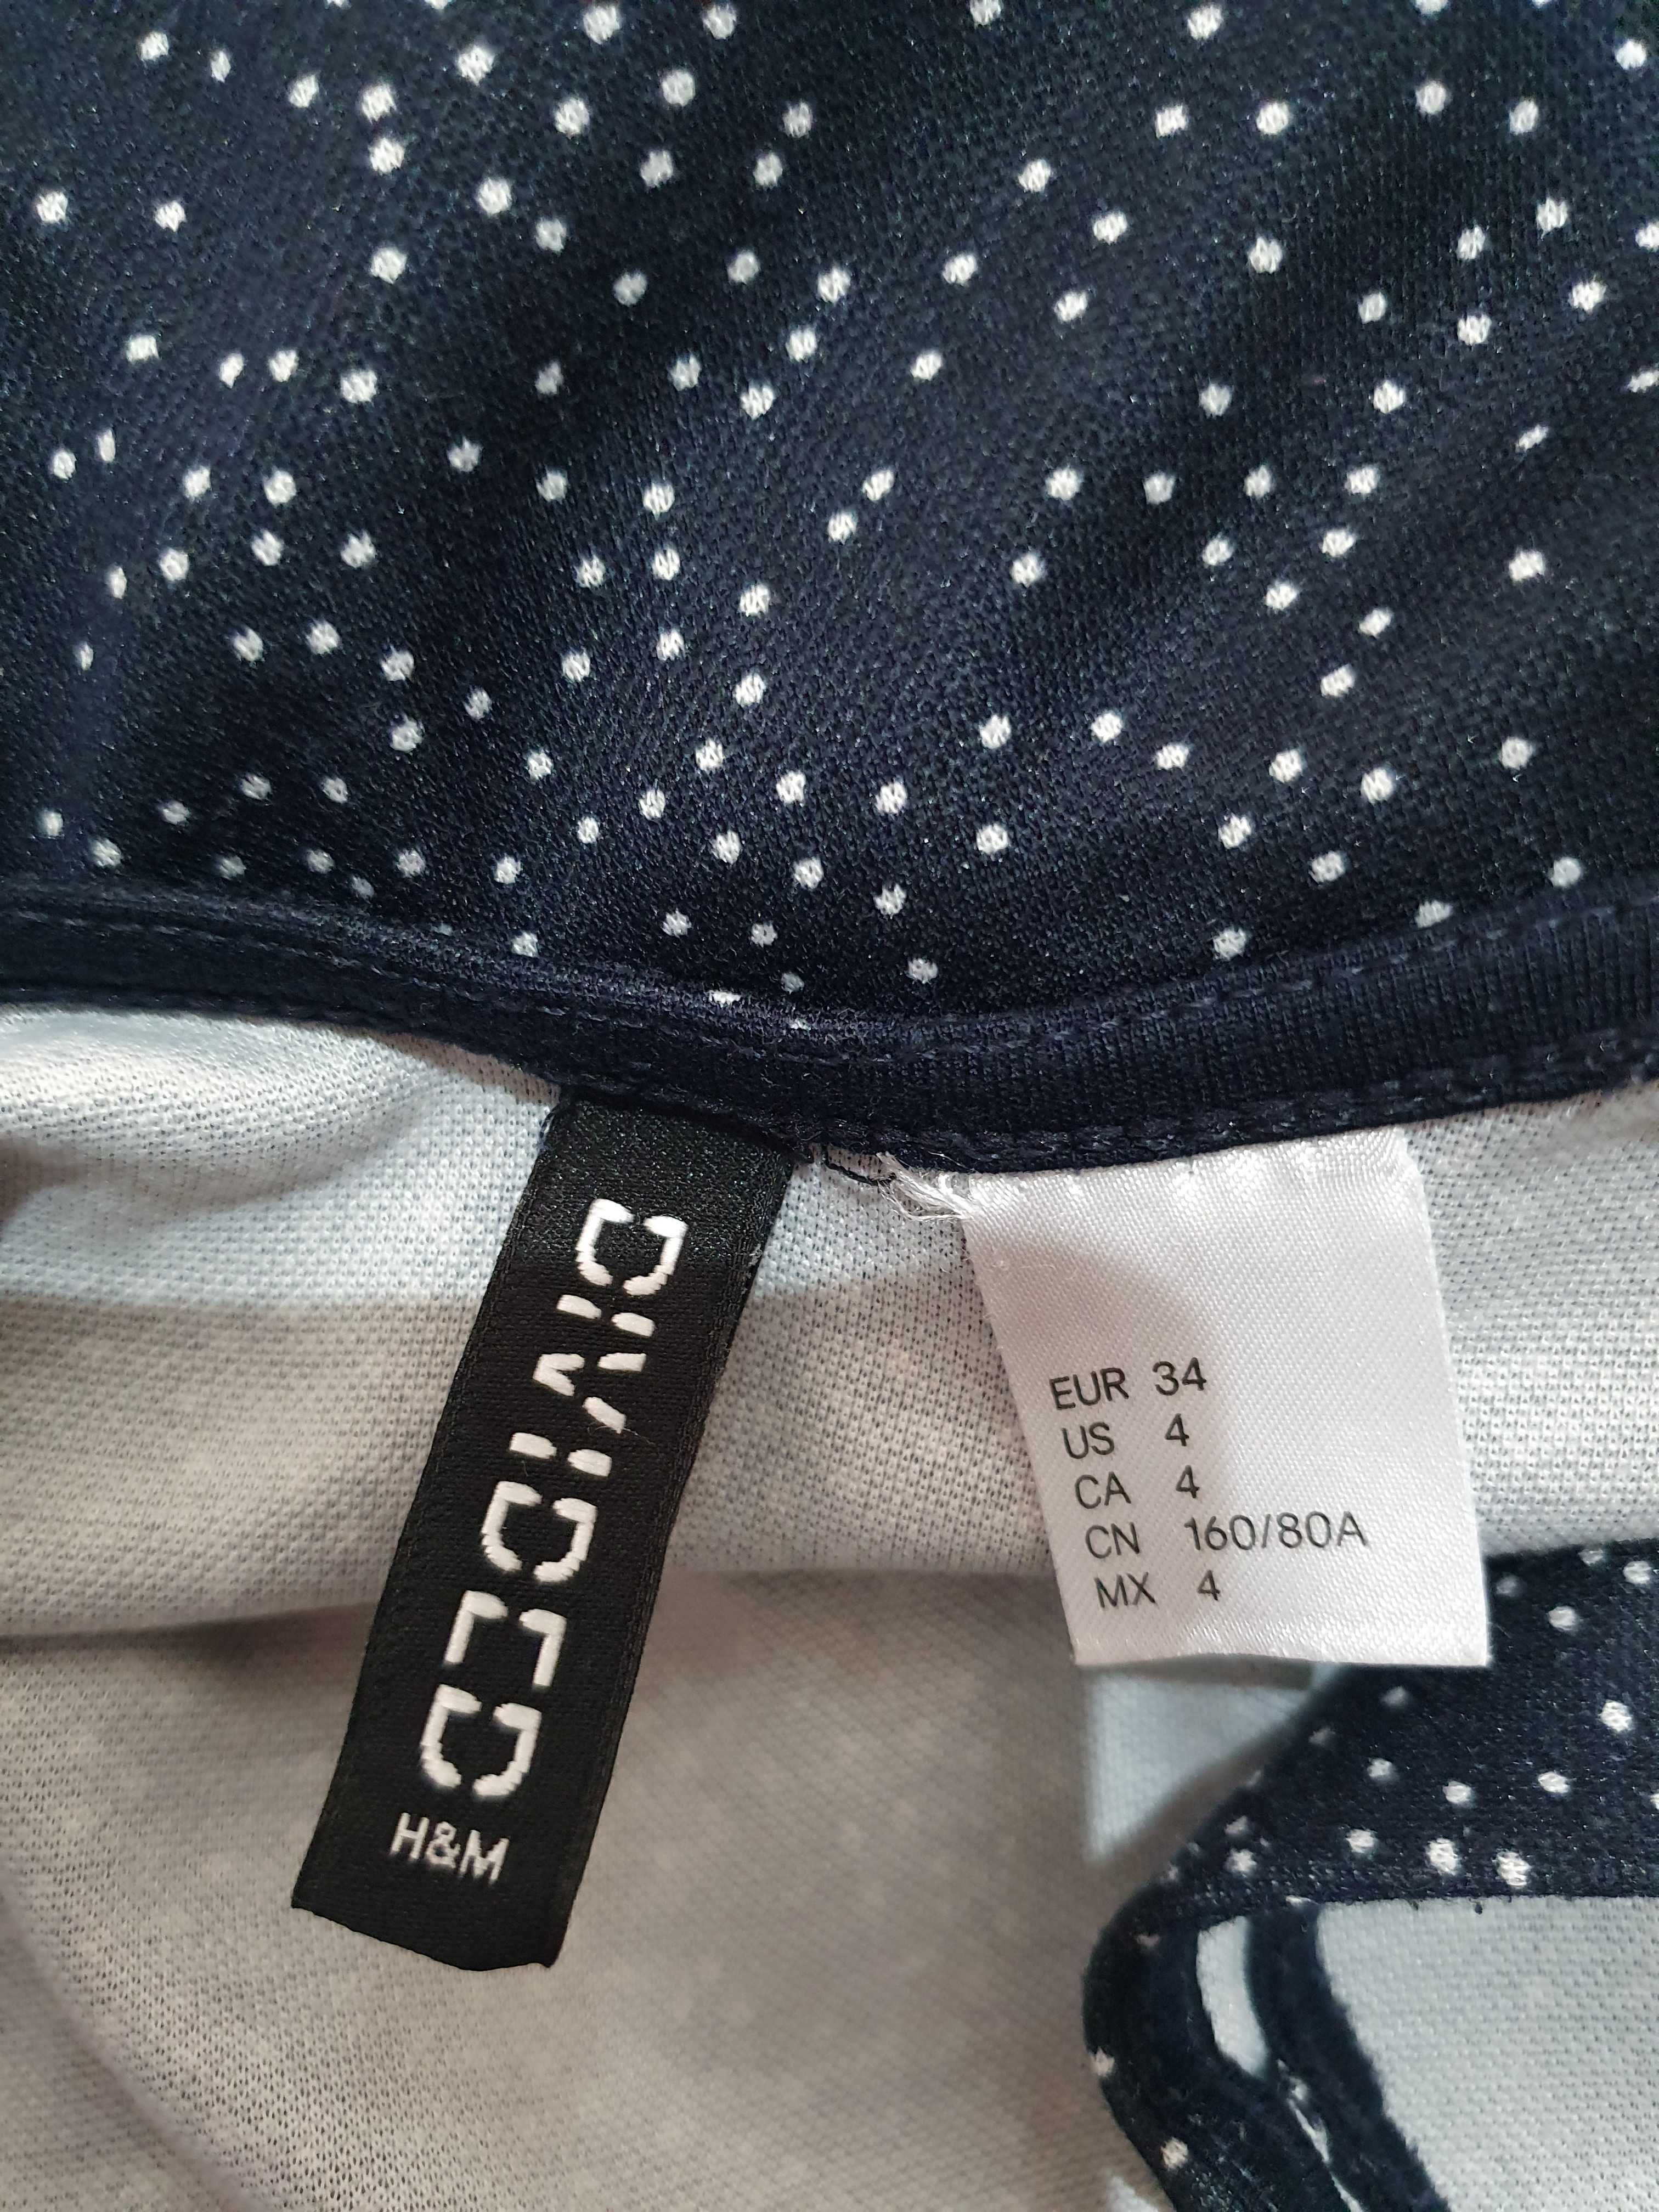 DIVIDED
H&M
EUR 34
US 4
CA 4
CN 160/80A
MX 4